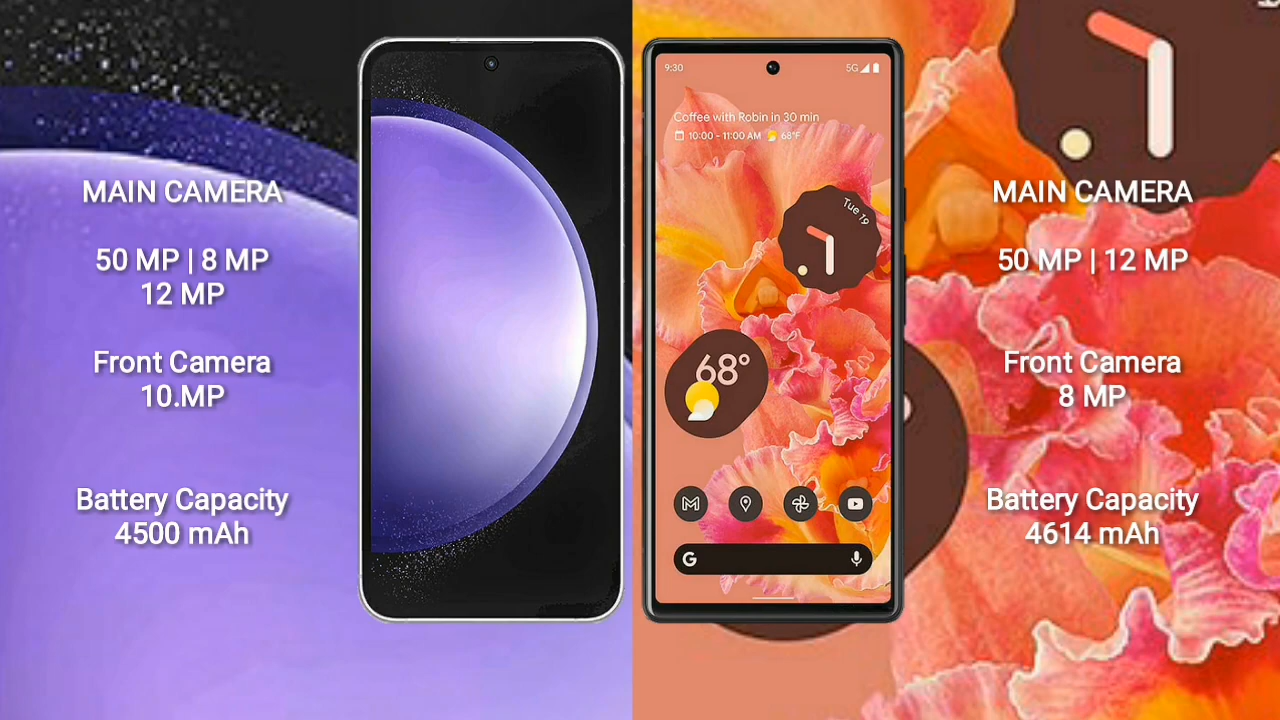 MAIN CAMERA
50 MP | 8 MP
12 MP
Front Camera
10.MP
Battery Capacity
4500 mAh
9:30
5G
Coffee with Robin in 30 min
10:00 - 11:00 AM 68°F
Tue 19
68°
G
MAIN CAMERA
50 MP | 12 MP
Front Camera
8 MP
Battery Capacity
4614 mAh